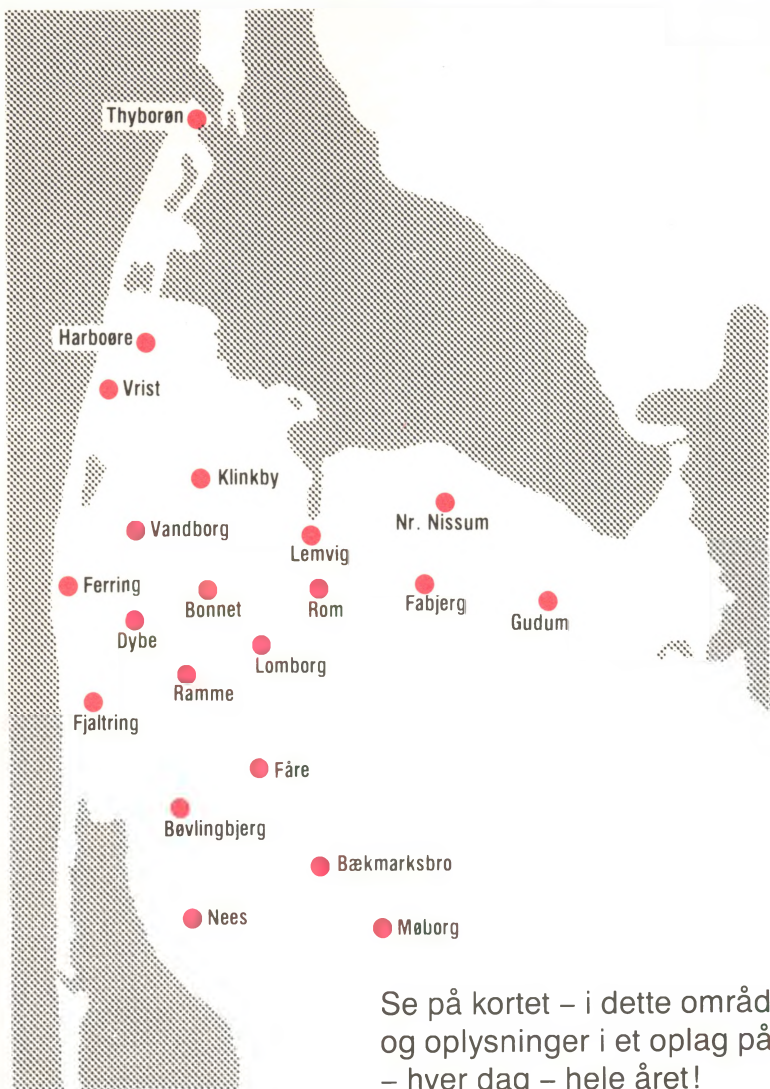 Thyborøn
Harboøre
Vrist
Klinkby
Nr. Nissum
Vandborg
Lemvig
Ferring
Bonnet
Rom
Fabjerg
Gudum
Dybe
Lomborg
Ramme
Fjaltring
Fåre
Bøvlingbjerg
Bækmarksbro
Nees
Møborg
Se på kortet – i dette områd
og oplysninger i et oplag på
– hver dag – hele året!